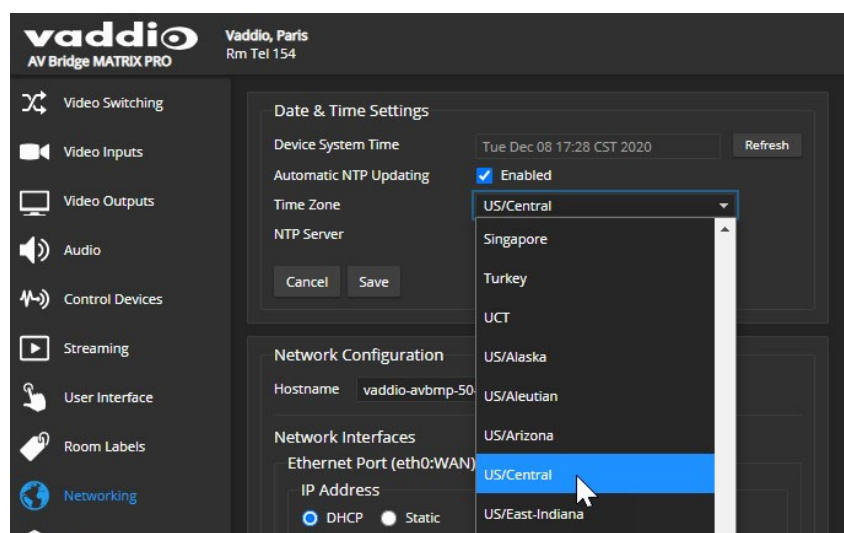 vaddio
AV Bridge MATRIX PRO
Vaddio, Paris
Rm Tel 154
Video Switching
Video Inputs
Video Outputs
Audio
Control Devices
Streaming
User Interface
Room Labels
Networking
Date & Time Settings
Device System Time
Tue Dec 08 17:28 CST 2020
Refresh
Automatic NTP Updating
Enabled
Time Zone
US/Central
NTP Server
Cancel
Save
Singapore
Turkey
UCT
US/Alaska
US/Aleutian
US/Arizona
US/Central
US/East-Indiana
Network Configuration
Hostname
vaddio-avbmp-50-
Network Interfaces
Ethernet Port (eth0:WAN)
IP Address
DHCP
Static